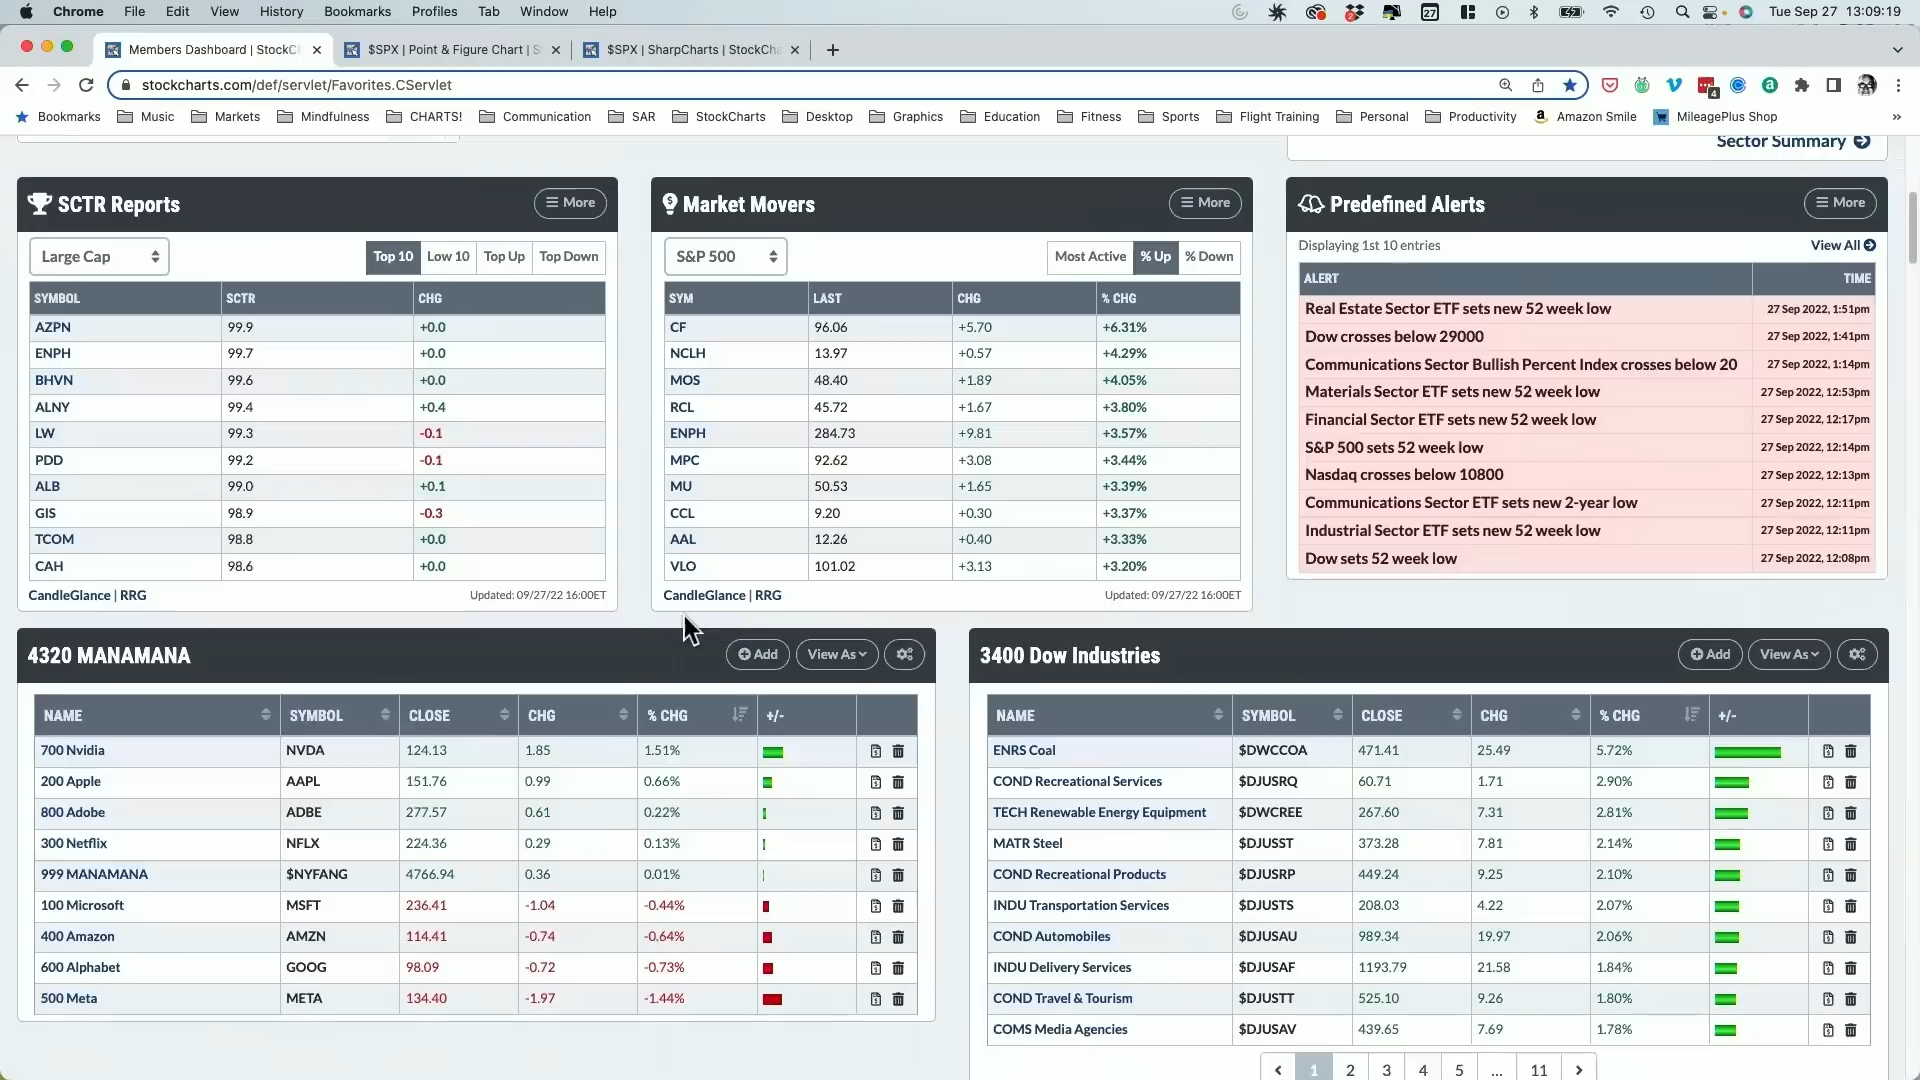 Chrome File Edit View History Bookmarks Profiles Tab Window Help 27 Tue Sep 27 13:09:19
Members Dashboard | StockC $SPX | Point & Figure Chart | S $SPX | SharpCharts | StockCha
stockcharts.com/def/servlet/Favorites.CServlet
Bookmarks Music Markets Mindfulness CHARTS! Communication SAR StockCharts Desktop Graphics Education Fitness Sports Flight Training Personal Productivity Amazon Smile MileagePlus Shop »
Sector Summary
SCTR Reports More
Large Cap Top 10 Low 10 Top Up Top Down
SYMBOL SCTR CHG
AZPN 99.9 +0.0
ENPH 99.7 +0.0
BHVN 99.6 +0.0
ALNY 99.4 +0.4
LW 99.3 -0.1
PDD 99.2 -0.1
ALB 99.0 +0.1
GIS 98.9 -0.3
TCOM 98.8 +0.0
CAH 98.6 +0.0
CandleGlance | RRG Updated: 09/27/22 16:00ET
Market Movers More
S&P 500 Most Active % Up % Down
SYM LAST CHG % CHG
CF 96.06 +5.70 +6.31%
NCLH 13.97 +0.57 +4.29%
MOS 48.40 +1.89 +4.05%
RCL 45.72 +1.67 +3.80%
ENPH 284.73 +9.81 +3.57%
MPC 92.62 +3.08 +3.44%
MU 50.53 +1.65 +3.39%
CCL 9.20 +0.30 +3.37%
AAL 12.26 +0.40 +3.33%
VLO 101.02 +3.13 +3.20%
CandleGlance | RRG Updated: 09/27/22 16:00ET
Predefined Alerts More
Displaying 1st 10 entries View All
ALERT TIME
Real Estate Sector ETF sets new 52 week low 27 Sep 2022, 1:51pm
Dow crosses below 29000 27 Sep 2022, 1:41pm
Communications Sector Bullish Percent Index crosses below 20 27 Sep 2022, 1:14pm
Materials Sector ETF sets new 52 week low 27 Sep 2022, 12:53pm
Financial Sector ETF sets new 52 week low 27 Sep 2022, 12:17pm
S&P 500 sets 52 week low 27 Sep 2022, 12:14pm
Nasdaq crosses below 10800 27 Sep 2022, 12:13pm
Communications Sector ETF sets new 2-year low 27 Sep 2022, 12:11pm
Industrial Sector ETF sets new 52 week low 27 Sep 2022, 12:11pm
Dow sets 52 week low 27 Sep 2022, 12:08pm
4320 MANAMANA Add View As
NAME SYMBOL CLOSE CHG % CHG +/-
700 Nvidia NVDA 124.13 1.85 1.51%
200 Apple AAPL 151.76 0.99 0.66%
800 Adobe ADBE 277.57 0.61 0.22%
300 Netflix NFLX 224.36 0.29 0.13%
999 MANAMANA $NYFANG 4766.94 0.36 0.01%
100 Microsoft MSFT 236.41 -1.04 -0.44%
400 Amazon AMZN 114.41 -0.74 -0.64%
600 Alphabet GOOG 98.09 -0.72 -0.73%
500 Meta META 134.40 -1.97 -1.44%
3400 Dow Industries Add View As
NAME SYMBOL CLOSE CHG % CHG +/-
ENRS Coal $DWCCOA 471.41 25.49 5.72%
COND Recreational Services $DJUSRQ 60.71 1.71 2.90%
TECH Renewable Energy Equipment $DWCREE 267.60 7.31 2.81%
MATR Steel $DJUSST 373.28 7.81 2.14%
COND Recreational Products $DJUSRP 449.24 9.25 2.10%
INDU Transportation Services $DJUSTS 208.03 4.22 2.07%
COND Automobiles $DJUSAU 989.34 19.97 2.06%
INDU Delivery Services $DJUSAF 1193.79 21.58 1.84%
COND Travel & Tourism $DJUSTT 525.10 9.26 1.80%
COMS Media Agencies $DJUSAV 439.65 7.69 1.78%
‹ 1 2 3 4 5 ... 11 ›